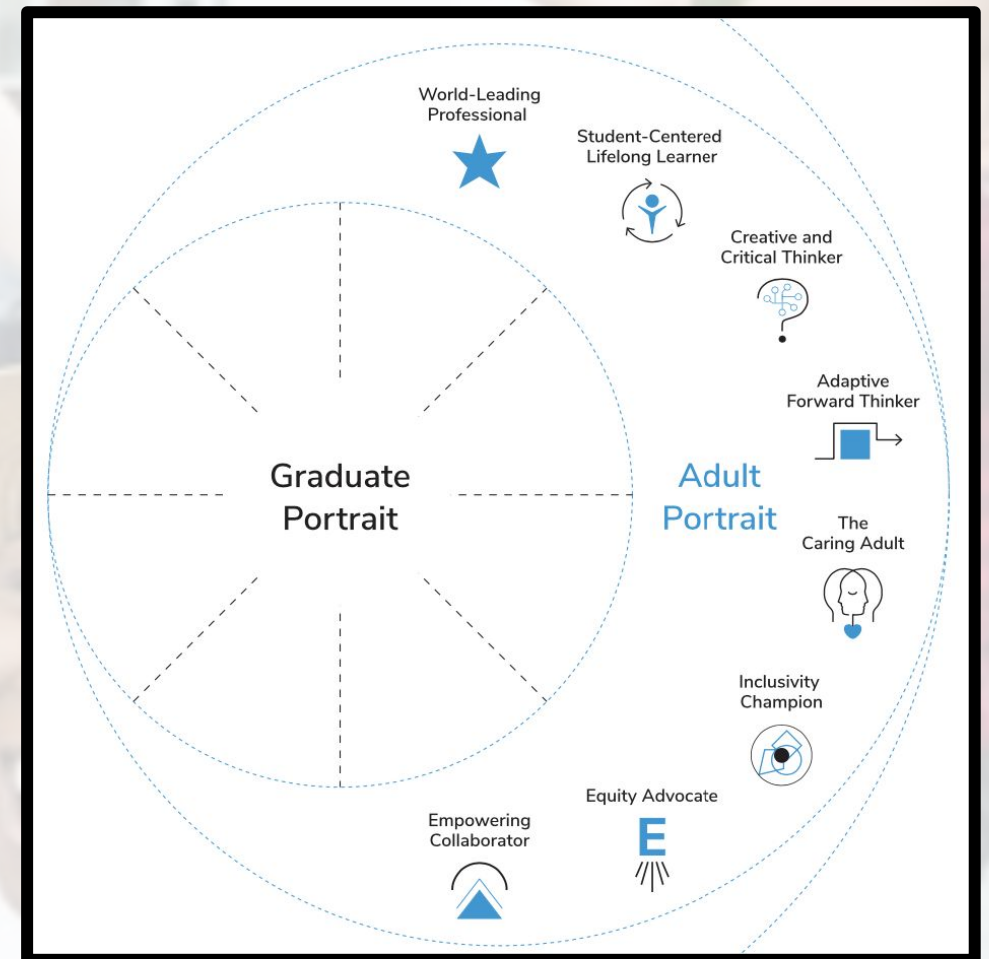 World-Leading
Professional
Student-Centered
Lifelong Learner
Creative and
Critical Thinker
Adaptive
Forward Thinker
Graduate
Portrait
Adult
Portrait
The
Caring Adult
Inclusivity
Champion
Equity Advocate
E
Empowering
Collaborator